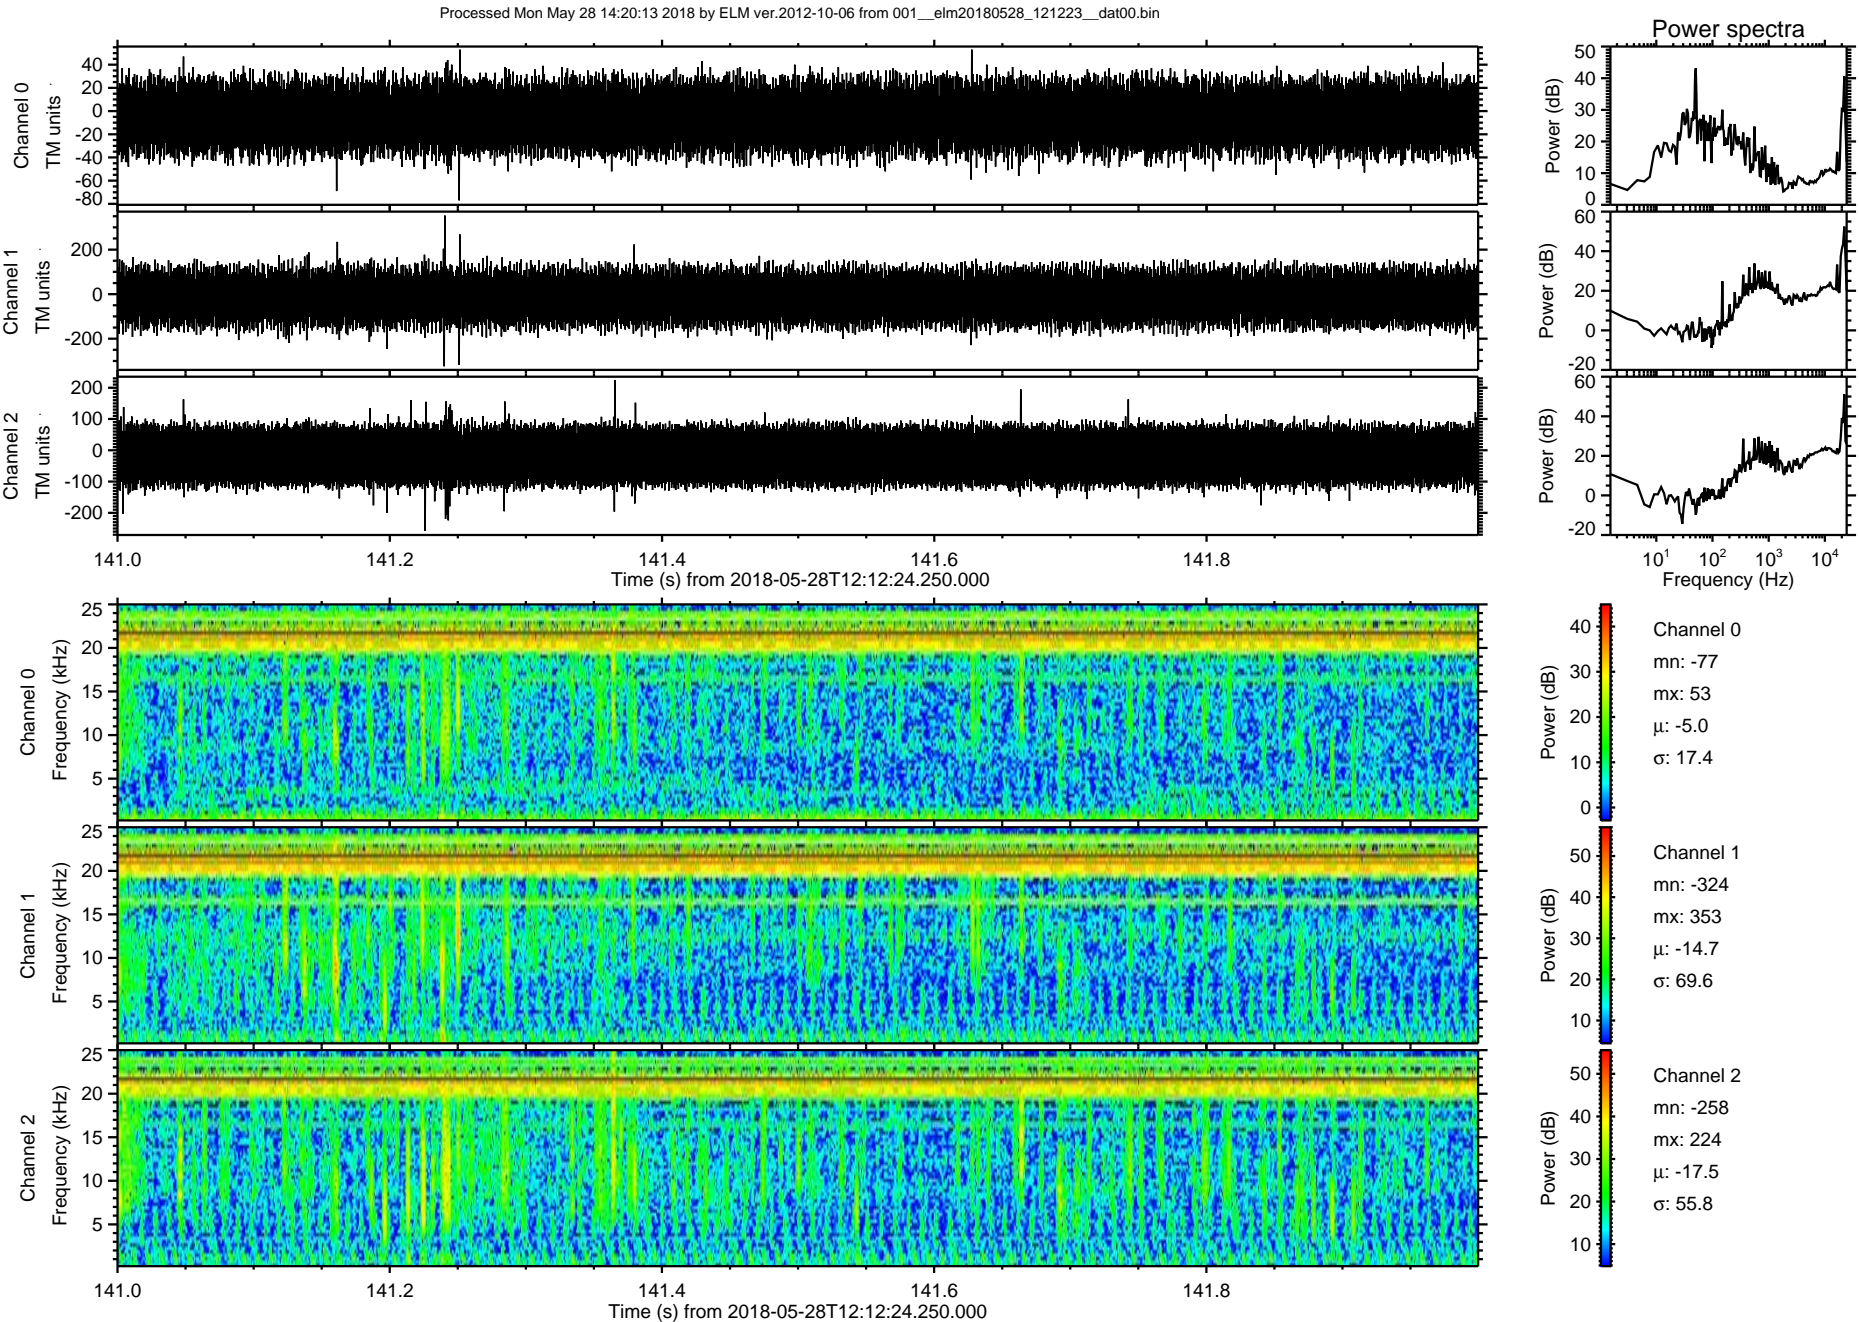 Processed Mon May 28 14:20:13 2018 by ELM ver.2012-10-06 from 001__elm20180528_121223__dat00.bin
Power spectra
Channel 0
TM units
40
20
0
-20
-40
-60
-80
Power (dB)
50
40
30
20
10
0
Channel 1
TM units
200
0
-200
Power (dB)
60
40
20
0
-20
Channel 2
TM units
200
100
0
-100
-200
Power (dB)
60
40
20
0
-20
141.0 141.2 141.4 141.6 141.8
Time (s) from 2018-05-28T12:12:24.250.000
10^1 10^2 10^3 10^4
Frequency (Hz)
Channel 0
Frequency (kHz)
25
20
15
10
5
Power (dB)
40
30
20
10
0
Channel 0
mn: -77
mx: 53
µ: -5.0
σ: 17.4
Channel 1
Frequency (kHz)
25
20
15
10
5
Power (dB)
50
40
30
20
10
Channel 1
mn: -324
mx: 353
µ: -14.7
σ: 69.6
Channel 2
Frequency (kHz)
25
20
15
10
5
Power (dB)
50
40
30
20
10
Channel 2
mn: -258
mx: 224
µ: -17.5
σ: 55.8
141.0 141.2 141.4 141.6 141.8
Time (s) from 2018-05-28T12:12:24.250.000